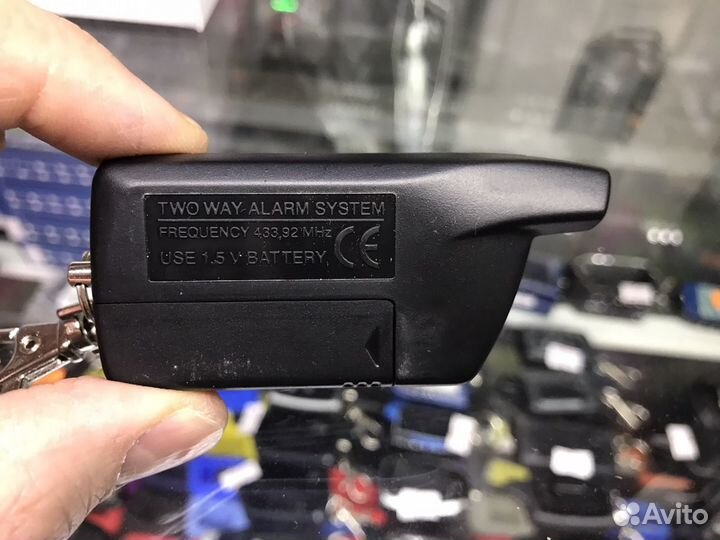 TWO WAY ALARM SYSTEM
FREQUENCY 433,92 MHz
USE 1.5 V BATTERY CE
Avito